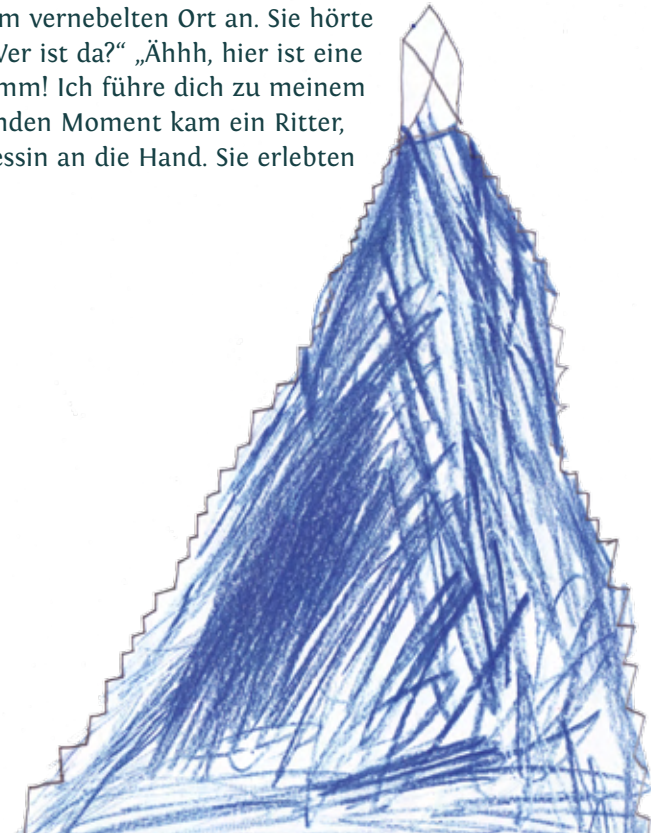 m vernebelten Ort an. Sie hörte
Wer ist da?“ „Ähhh, hier ist eine
mm! Ich führe dich zu meinem
nden Moment kam ein Ritter,
essin an die Hand. Sie erlebten